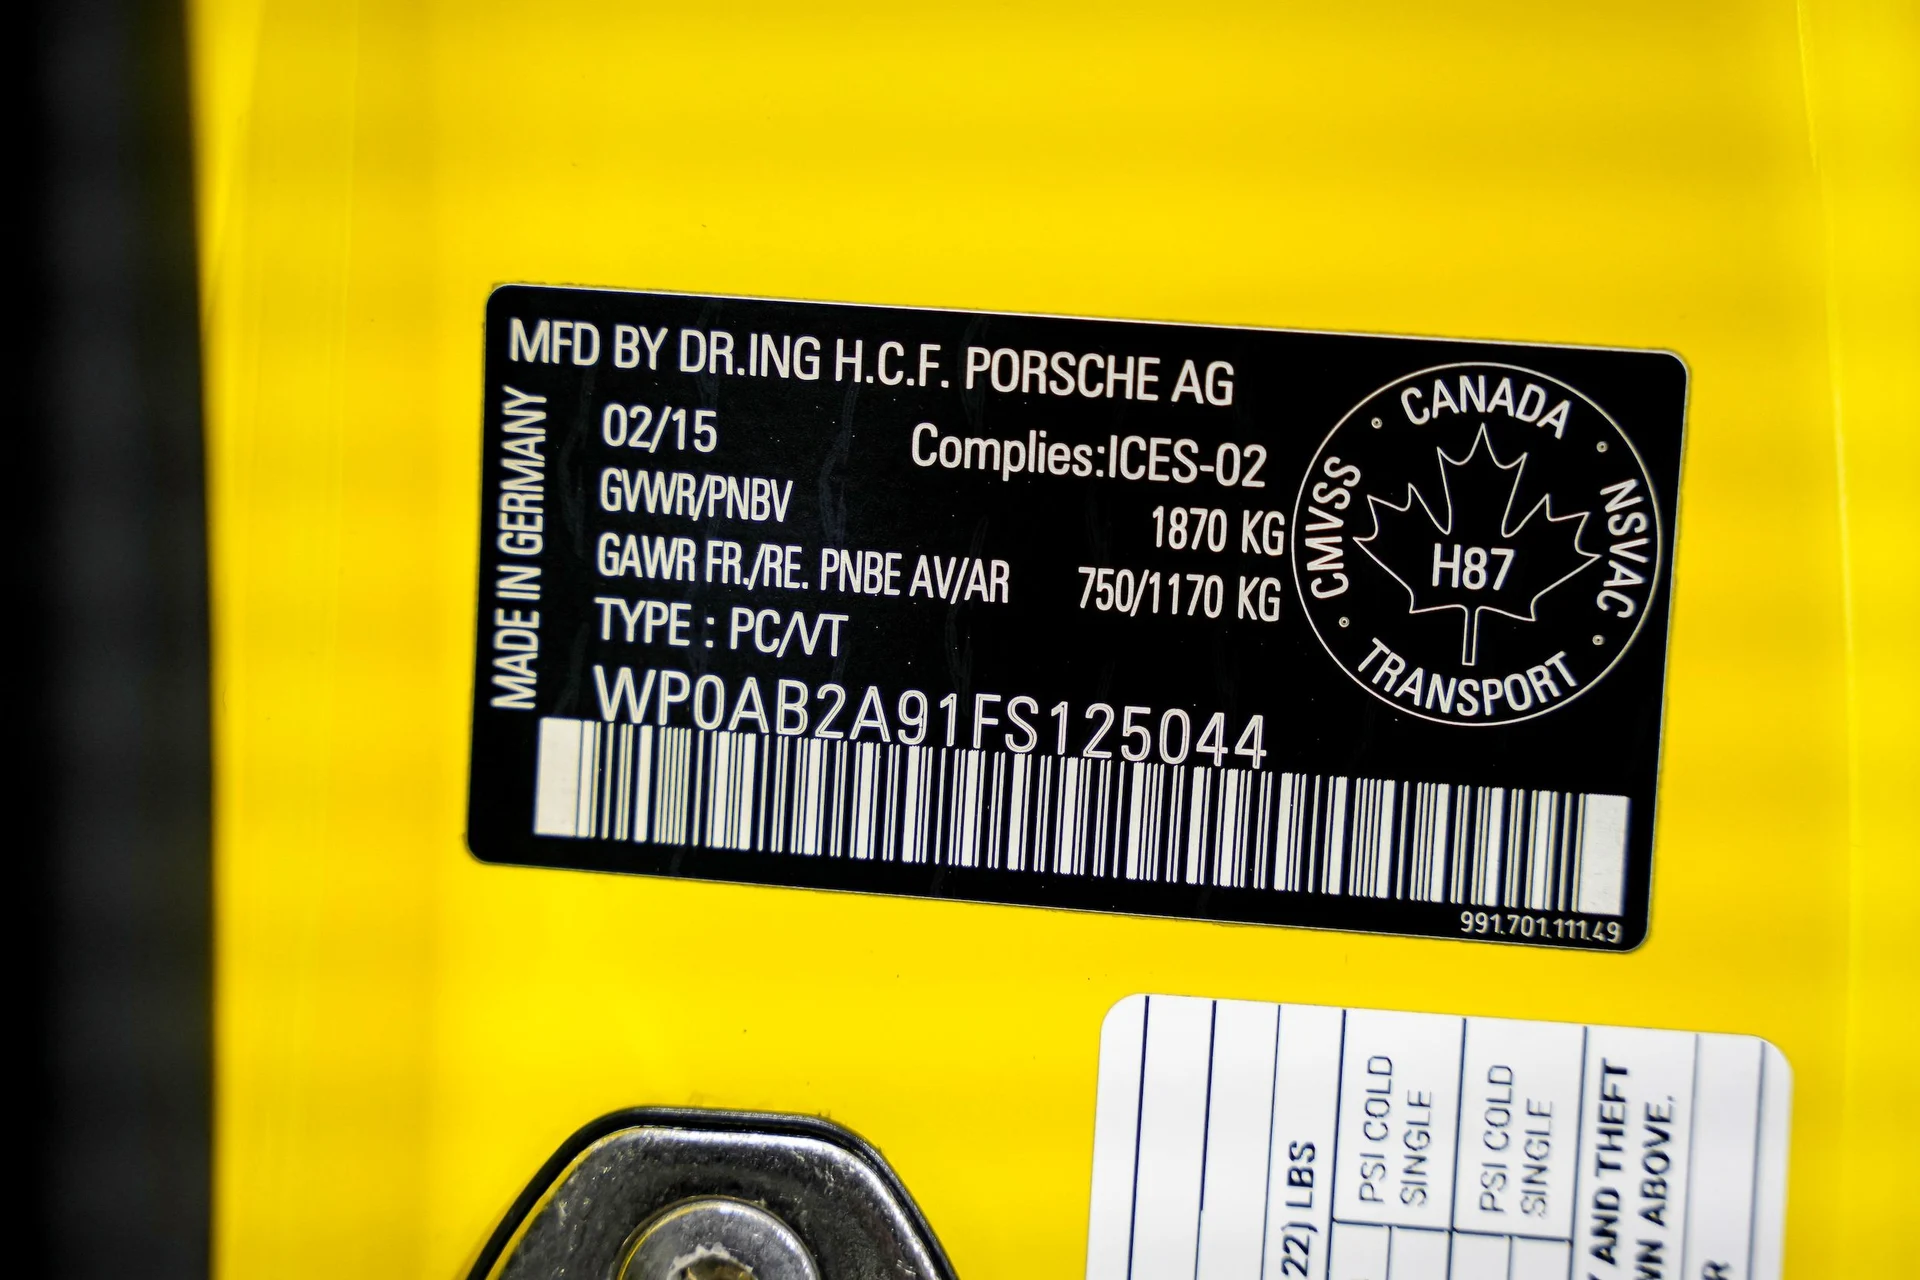 MFD BY DR.ING H.C.F. PORSCHE AG
MADE IN GERMANY
02/15
Complies:ICES-02
GVWR/PNBV 1870 KG
GAWR FR./RE. PNBE AV/AR 750/1170 KG
TYPE : PC/VT
WP0AB2A91FS125044
CANADA
CMVSS
NSVAC
H87
TRANSPORT
991.701.111.49
22) LBS
PSI COLD
SINGLE
PSI COLD
SINGLE
AND THEFT
WN ABOVE.
R